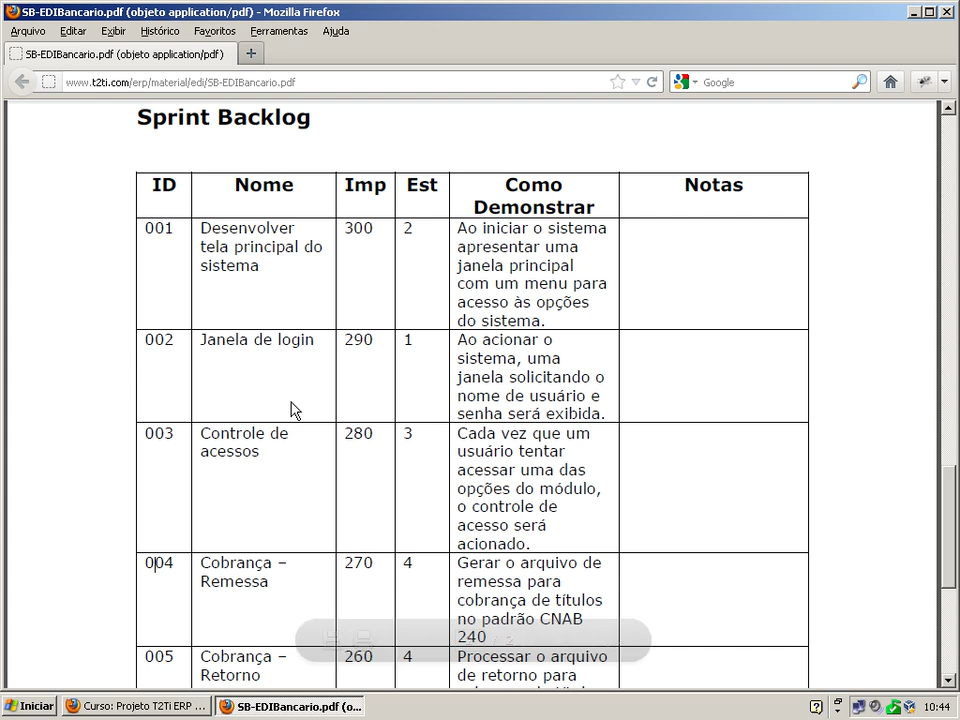 SB-EDIBancario.pdf (objeto application/pdf) - Mozilla Firefox
Arquivo Editar Exibir Histórico Favoritos Ferramentas Ajuda
SB-EDIBancario.pdf (objeto application/pdf)
www.t2ti.com/erp/material/edi/SB-EDIBancario.pdf
Google
Sprint Backlog
ID Nome Imp Est Como Demonstrar Notas
001 Desenvolver tela principal do sistema 300 2 Ao iniciar o sistema
apresentar uma
janela principal
com um menu para
acesso às opções
do sistema.
002 Janela de login 290 1 Ao acionar o
sistema, uma
janela solicitando o
nome de usuário e
senha será exibida.
003 Controle de acessos 280 3 Cada vez que um
usuário tentar
acessar uma das
opções do módulo,
o controle de
acesso será
acionado.
004 Cobrança – Remessa 270 4 Gerar o arquivo de
remessa para
cobrança de títulos
no padrão CNAB
240
005 Cobrança – Retorno 260 4 Processar o arquivo
de retorno para
Iniciar
Curso: Projeto T2Ti ERP ...
SB-EDIBancario.pdf (o...
10:44